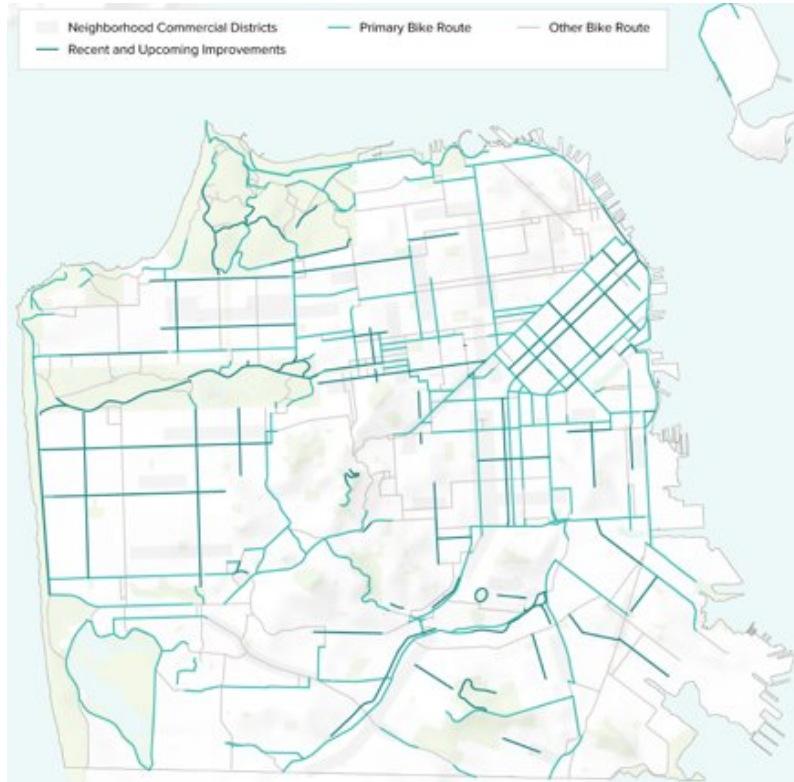 Neighborhood Commercial Districts Primary Bike Route Other Bike Route
Recent and Upcoming Improvements